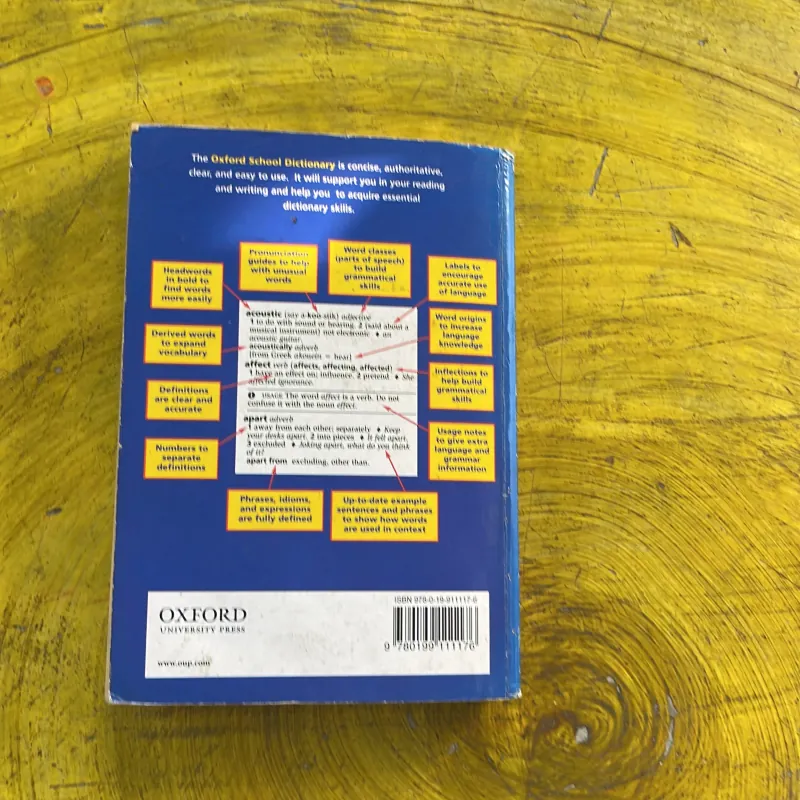 The Oxford School Dictionary is concise, authoritative,
clear, and easy to use. It will support you in your reading
and writing and help you to acquire essential
dictionary skills.
Pronunciation
guides to help
with unusual
words
Word classes
(parts of speech)
to build
grammatical
skills
Headwords
in bold to
find words
more easily
Labels to
encourage
accurate use
of language
Derived words
to expand
vocabulary
Word origins
to increase
language
knowledge
Definitions
are clear and
accurate
Inflections to
help build
grammatical
skills
Numbers to
separate
definitions
Usage notes
to give extra
language and
grammar
information
acoustic (say a-koo-stik) adjective
1 to do with sound or hearing. 2 (said about a
musical instrument) not electronic ♦ an
acoustic guitar.
acoustically adverb
[from Greek akouein = hear]
affect verb (affects, affecting, affected)
1 have an effect on; influence. 2 pretend ♦ She
affected ignorance.
! USAGE The word affect is a verb. Do not
confuse it with the noun effect.
apart adverb
1 away from each other; separately ♦ Keep
your desks apart. 2 into pieces ♦ It fell apart.
3 excluded ♦ Joking apart, what do you think
of it?
apart from excluding, other than.
Phrases, idioms,
and expressions
are fully defined
Up-to-date example
sentences and phrases
to show how words
are used in context
OXFORD
UNIVERSITY PRESS
www.oup.com
ISBN 978-0-19-911117-6
9 780199 111176